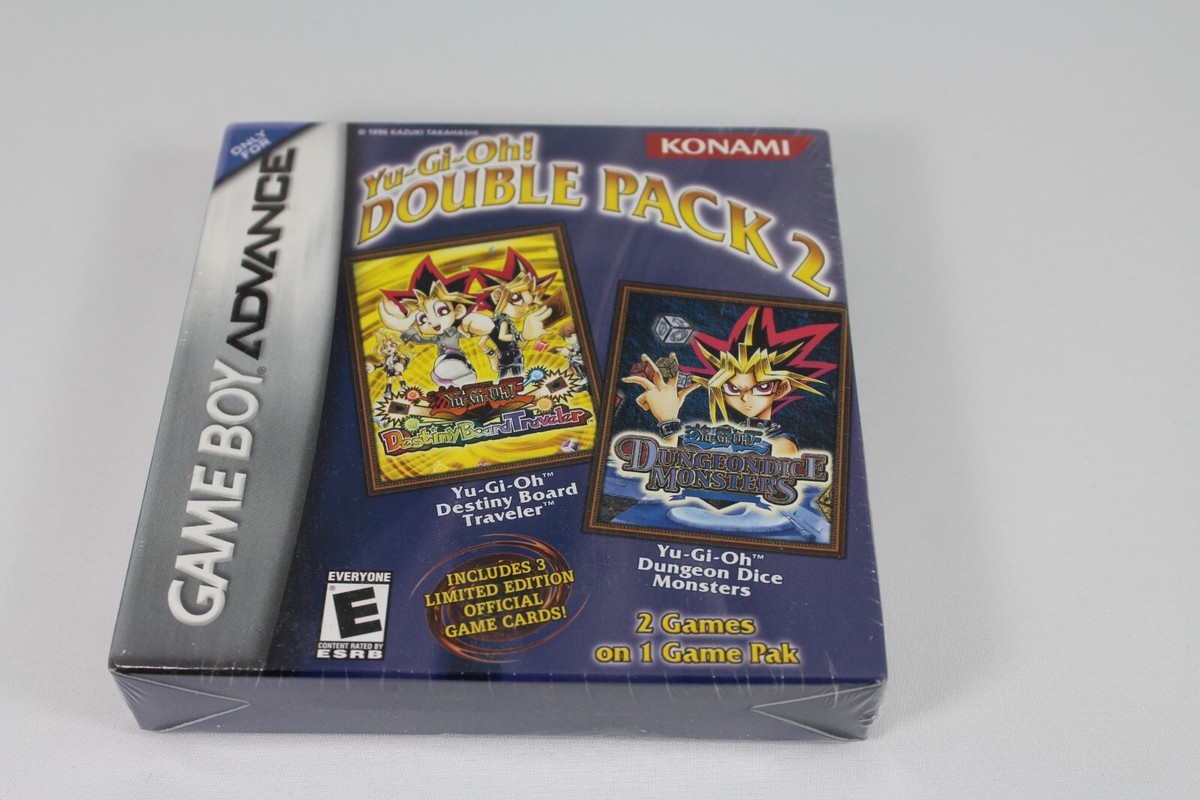 ONLY
FOR
GAME BOY ADVANCE
© 1996 KAZUKI TAKAHASHI
KONAMI
Yu-Gi-Oh!
DOUBLE PACK 2
Yu-Gi-Oh!
Destiny Board Traveler
Yu-Gi-Oh!
DUNGEONDICE
MONSTERS
Yu-Gi-Oh™
Destiny Board
Traveler™
Yu-Gi-Oh™
Dungeon Dice
Monsters
EVERYONE
E
CONTENT RATED BY
ESRB
INCLUDES 3
LIMITED EDITION
OFFICIAL
GAME CARDS!
2 Games
on 1 Game Pak